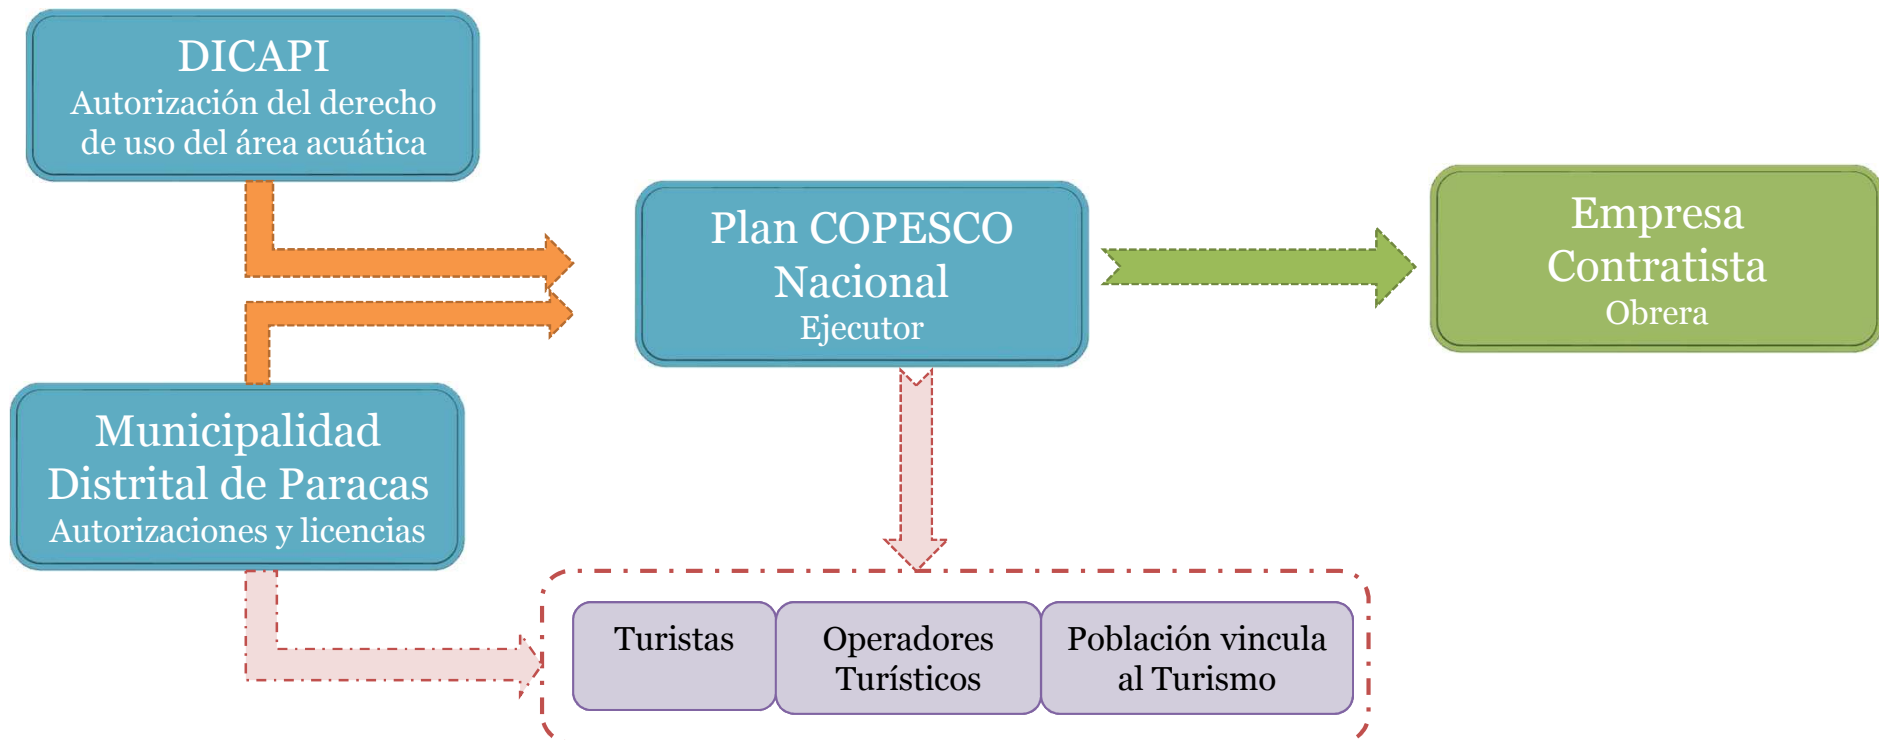 DICAPI
Autorización del derecho
de uso del área acuática
Plan COPESCO
Nacional
Ejecutor
Empresa
Contratista
Obrera
Municipalidad
Distrital de Paracas
Autorizaciones y licencias
Turistas
Operadores
Turísticos
Población vincula
al Turismo